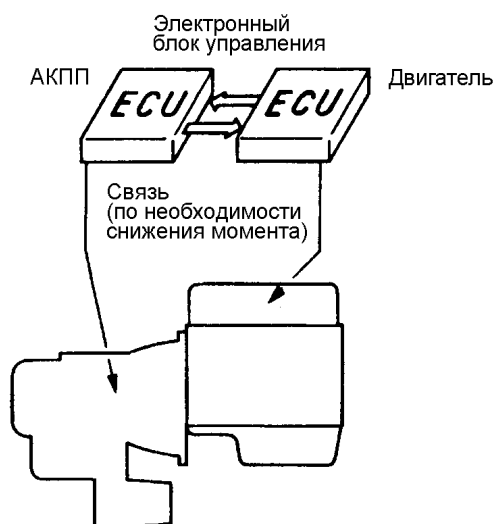 Электронный
блок управления
АКПП
ECU
ECU
Двигатель
Связь
(по необходимости
снижения момента)